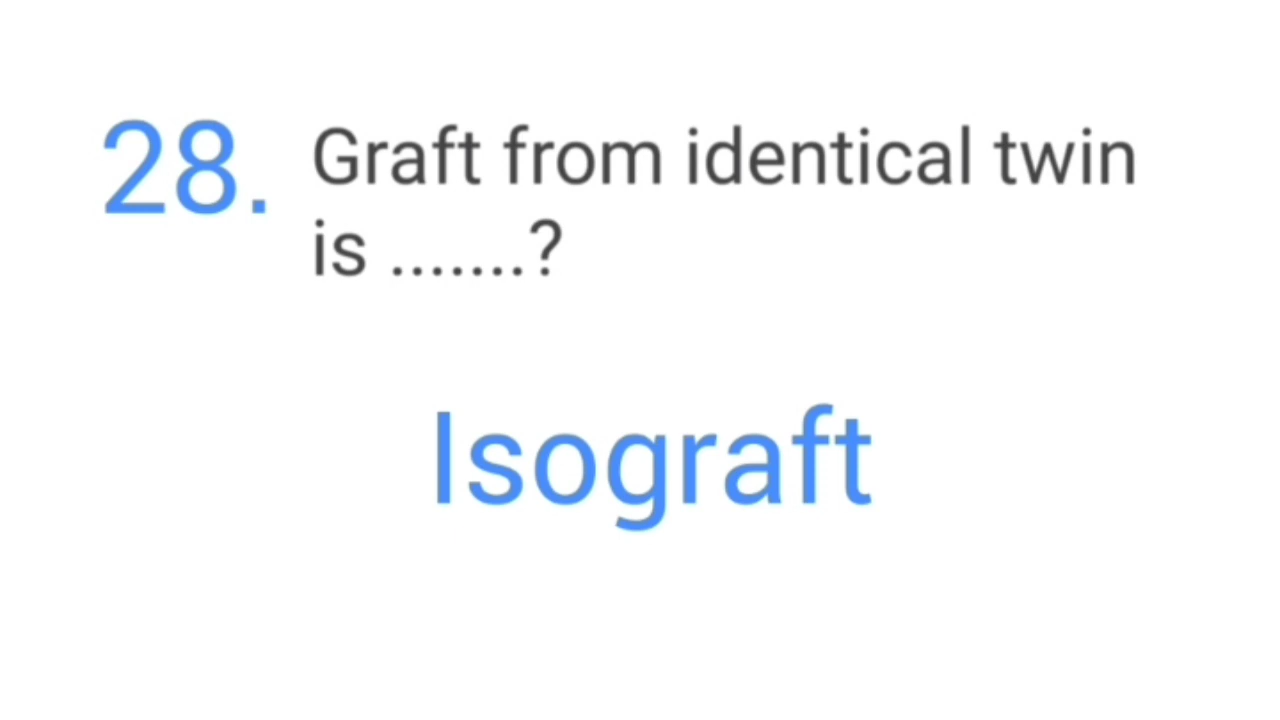 28. Graft from identical twin
is .......?
Isograft